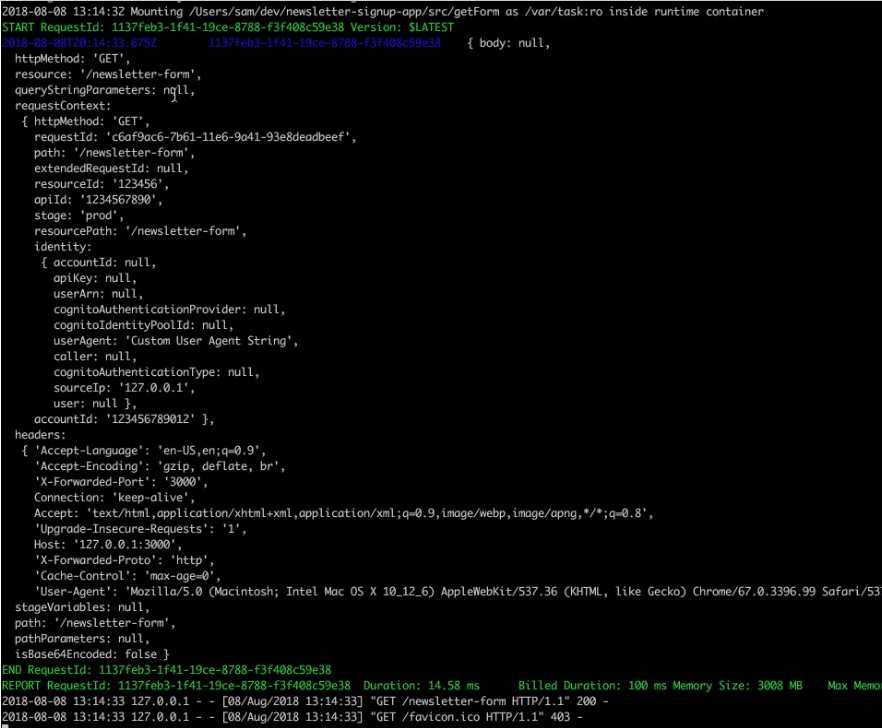 2018-08-08 13:14:32 Mounting /Users/sam/dev/newsletter-signup-app/src/getForm as /var/task:ro inside runtime container
START RequestId: 1137feb3-1f41-19ce-8788-f3f408c59e38 Version: $LATEST
2018-08-08T20:14:33.675Z 1137feb3-1f41-19ce-8788-f3f408c59e38 { body: null,
httpMethod: 'GET',
resource: '/newsletter-form',
queryStringParameters: null,
requestContext:
{ httpMethod: 'GET',
requestId: 'c6af9ac6-7b61-11e6-9a41-93e8deadbeef',
path: '/newsletter-form',
extendedRequestId: null,
resourceId: '123456',
apiId: '1234567890',
stage: 'prod',
resourcePath: '/newsletter-form',
identity:
{ accountId: null,
apiKey: null,
userArn: null,
cognitoAuthenticationProvider: null,
cognitoIdentityPoolId: null,
userAgent: 'Custom User Agent String',
caller: null,
cognitoAuthenticationType: null,
sourceIp: '127.0.0.1',
user: null },
accountId: '123456789012' },
headers:
{ 'Accept-Language': 'en-US,en;q=0.9',
'Accept-Encoding': 'gzip, deflate, br',
'X-Forwarded-Port': '3000',
Connection: 'keep-alive',
Accept: 'text/html,application/xhtml+xml,application/xml;q=0.9,image/webp,image/apng,*/*;q=0.8',
'Upgrade-Insecure-Requests': '1',
Host: '127.0.0.1:3000',
'X-Forwarded-Proto': 'http',
'Cache-Control': 'max-age=0',
'User-Agent': 'Mozilla/5.0 (Macintosh; Intel Mac OS X 10_12_6) AppleWebKit/537.36 (KHTML, like Gecko) Chrome/67.0.3396.99 Safari/53
stageVariables: null,
path: '/newsletter-form',
pathParameters: null,
isBase64Encoded: false }
END RequestId: 1137feb3-1f41-19ce-8788-f3f408c59e38
REPORT RequestId: 1137feb3-1f41-19ce-8788-f3f408c59e38 Duration: 14.58 ms Billed Duration: 100 ms Memory Size: 3008 MB Max Memo
2018-08-08 13:14:33 127.0.0.1 - - [08/Aug/2018 13:14:33] "GET /newsletter-form HTTP/1.1" 200 -
2018-08-08 13:14:33 127.0.0.1 - - [08/Aug/2018 13:14:33] "GET /favicon.ico HTTP/1.1" 403 -